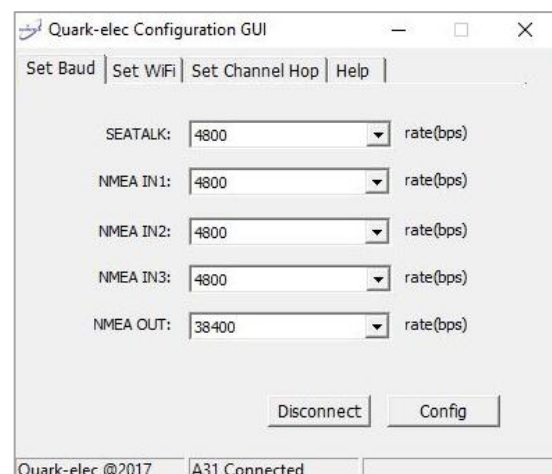 Quark-elec Configuration GUI
Set Baud Set WiFi Set Channel Hop Help
SEATALK: 4800 rate(bps)
NMEA IN1: 4800 rate(bps)
NMEA IN2: 4800 rate(bps)
NMEA IN3: 4800 rate(bps)
NMEA OUT: 38400 rate(bps)
Disconnect Config
Quark-elec @2017 A31 Connected